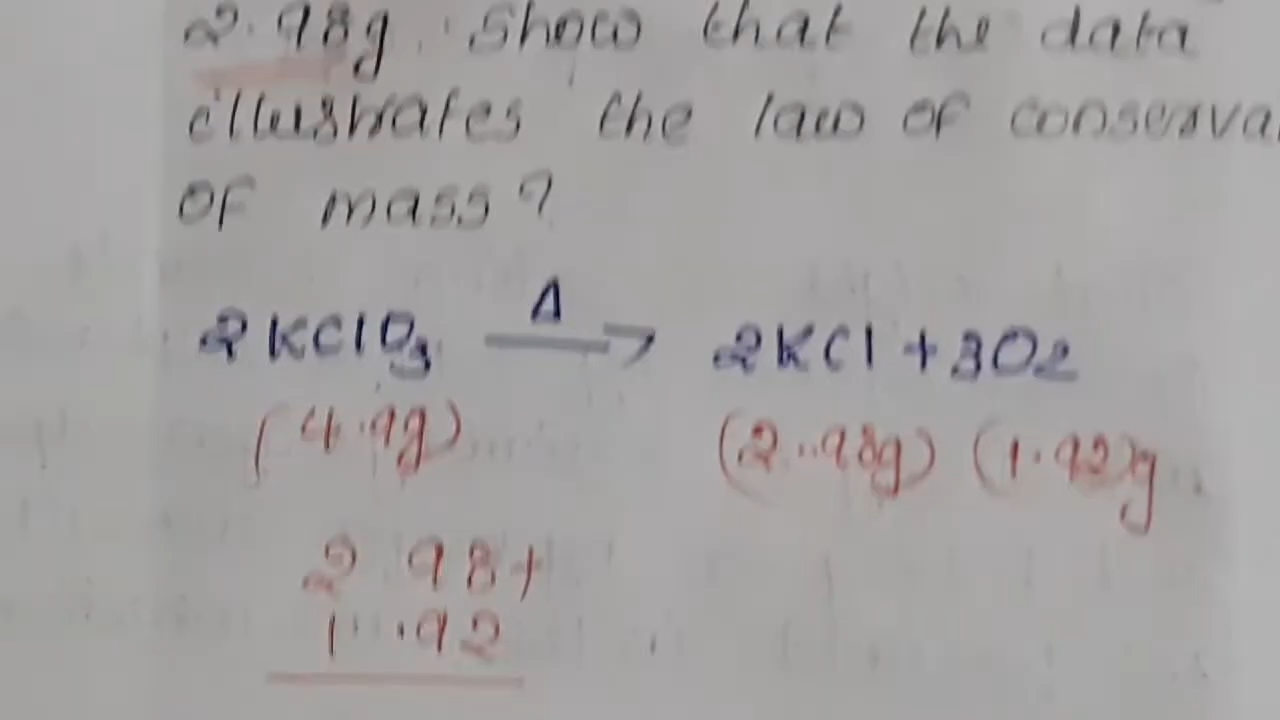 2.98g. Show that the data
illustrates the law of conserva
of mass?
2KClO3 Δ→ 2KCl + 3O2
(4.9g) (2.98g) (1.92)g
2.98+
1.92